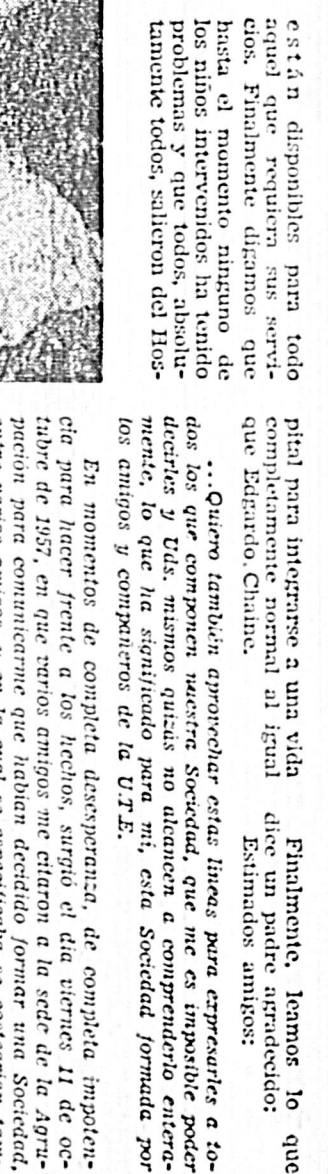 están disponibles para todo
aquel que requiera sus servi-
cios. Finalmente digamos que
hasta el momento ninguno de
los niños intervenidos ha tenido
problemas y que todos, absolu-
tamente todos, salieron del Hos-
pital para integrarse a una vida
completamente normal al igual
que Edgardo. Chaine.
Finalmente, leamos lo que
dice un padre agradecido:
Estimados amigos:
...Quiero también aprovechar estas líneas para expresarles a to-
dos los que componen nuestra Sociedad, que me es imposible poder
decirles y Uds. mismos quizás no alcancen a comprenderlo entera-
mente, lo que ha significado para mi, esta Sociedad formada por
los amigos y compañeros de la U.T.E.
En momentos de completa desesperanza, de completa impoten-
cia para hacer frente a los hechos, surgió el día viernes 11 de oc-
tubre de 1957, en que varios amigos me citaron a la sede de la Agru-
pación para comunicarme que habían decidido formar una Sociedad,